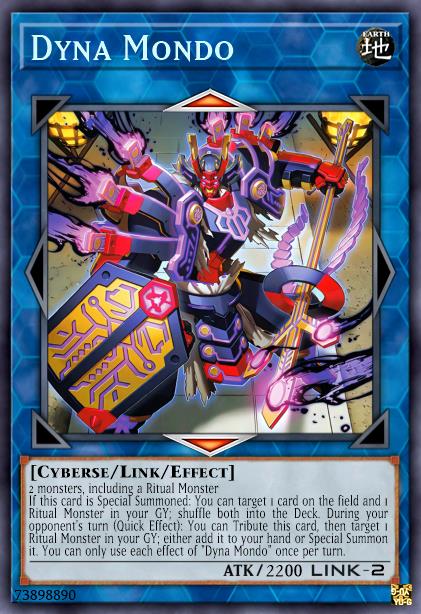 Dyna Mondo
EARTH
地
[Cyberse/Link/Effect]
2 monsters, including a Ritual Monster
If this card is Special Summoned: You can target 1 card on the field and 1
Ritual Monster in your GY; shuffle both into the Deck. During your
opponent's turn (Quick Effect): You can Tribute this card, then target 1
Ritual Monster in your GY; either add it to your hand or Special Summon
it. You can only use each effect of "Dyna Mondo" once per turn.
ATK/2200 LINK-2
73898890